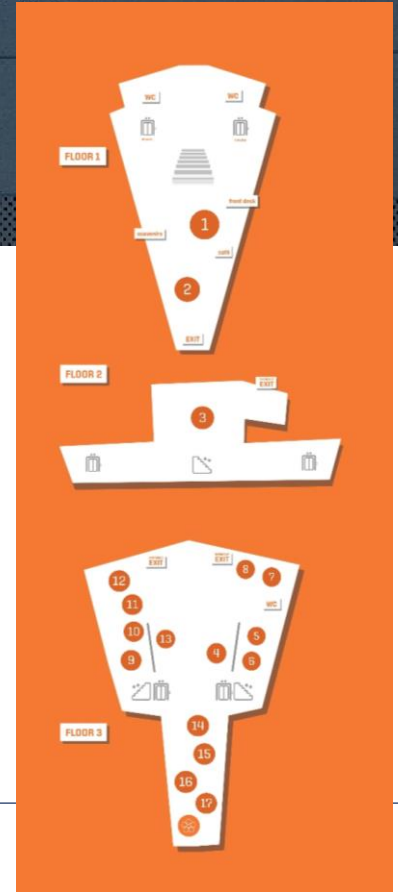 WC
WC
FLOOR 1
front desk
1
souvenirs
café
2
EXIT
FLOOR 2
EXIT
3
EXIT
EXIT
8
7
12
11
WC
10
13
5
4
9
6
14
FLOOR 3
15
16
17